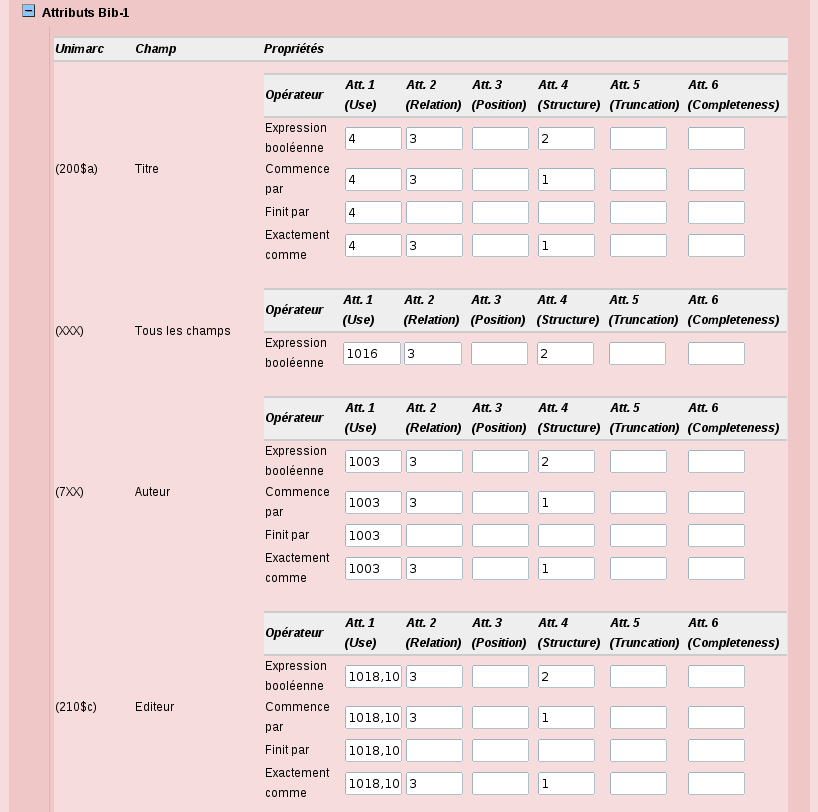 Attributs Bib-1
Unimarc Champ Propriétés
Opérateur Att. 1 (Use) Att. 2 (Relation) Att. 3 (Position) Att. 4 (Structure) Att. 5 (Truncation) Att. 6 (Completeness)
(200$a) Titre
Expression booléenne 4 3 2
Commence par 4 3 1
Finit par 4
Exactement comme 4 3 1
Opérateur Att. 1 (Use) Att. 2 (Relation) Att. 3 (Position) Att. 4 (Structure) Att. 5 (Truncation) Att. 6 (Completeness)
(XXX) Tous les champs
Expression booléenne 1016 3 2
Opérateur Att. 1 (Use) Att. 2 (Relation) Att. 3 (Position) Att. 4 (Structure) Att. 5 (Truncation) Att. 6 (Completeness)
(7XX) Auteur
Expression booléenne 1003 3 2
Commence par 1003 3 1
Finit par 1003
Exactement comme 1003 3 1
Opérateur Att. 1 (Use) Att. 2 (Relation) Att. 3 (Position) Att. 4 (Structure) Att. 5 (Truncation) Att. 6 (Completeness)
(210$c) Editeur
Expression booléenne 1018,10 3 2
Commence par 1018,10 3 1
Finit par 1018,10
Exactement comme 1018,10 3 1